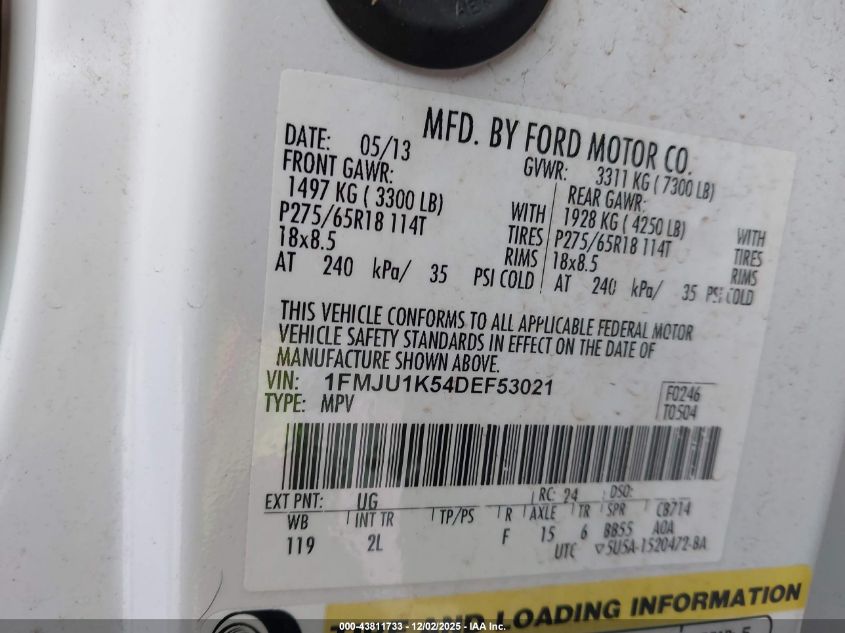 MFD. BY FORD MOTOR CO.
DATE: 05/13
GVWR: 3311 KG ( 7300 LB)
FRONT GAWR:
1497 KG ( 3300 LB)
P275/65R18 114T
18x8.5
AT 240 kPa/ 35 PSI COLD
WITH
TIRES
RIMS
REAR GAWR:
1928 KG ( 4250 LB)
P275/65R18 114T
18x8.5
AT 240 kPa/ 35 PSI COLD
WITH
TIRES
RIMS
THIS VEHICLE CONFORMS TO ALL APPLICABLE FEDERAL MOTOR
VEHICLE SAFETY STANDARDS IN EFFECT ON THE DATE OF
MANUFACTURE SHOWN ABOVE.
VIN: 1FMJU1K54DEF53021
TYPE: MPV
F0246
T0504
EXT PNT: UG RC: 24 DSO:
WB INT TR TP/PS R AXLE TR SPR CB714
119 2L F 15 6 BB55 AOA
UTC ▽5U5A-1520472-BA
AND LOADING INFORMATION
000-43811733 - 12/02/2025 - IAA Inc.